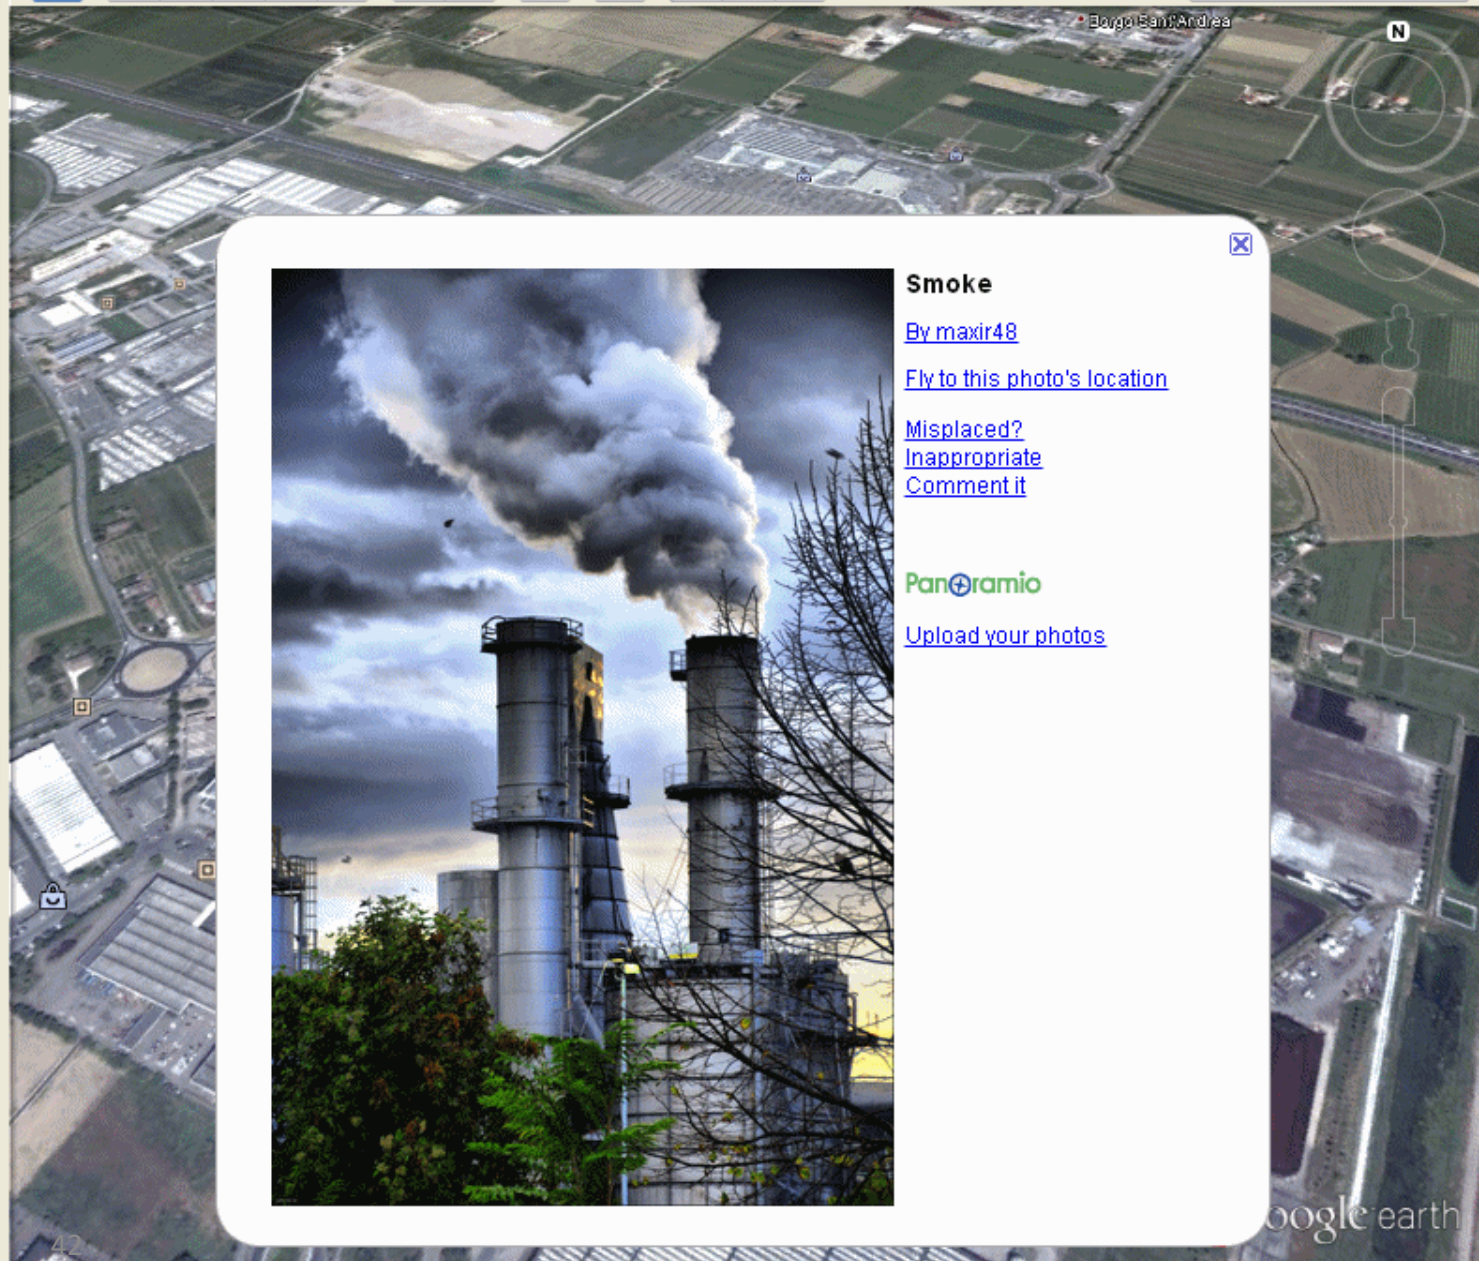 Borgo Sant'Andrea
N
Smoke
By maxir48
Fly to this photo's location
Misplaced?
Inappropriate
Comment it
Panoramio
Upload your photos
oogle earth
42